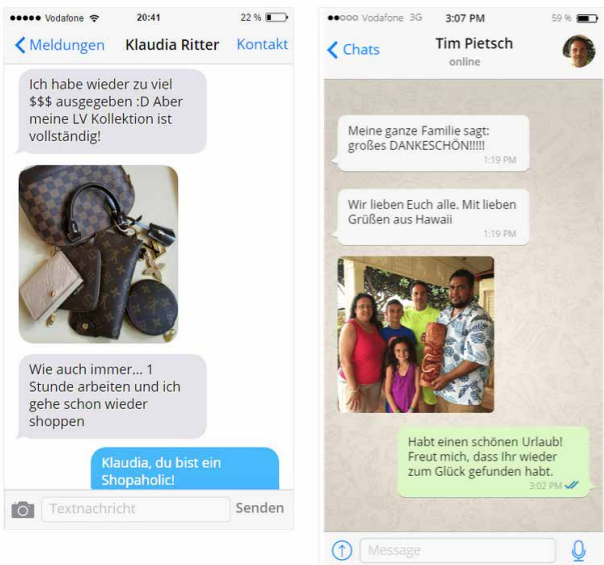 Vodafone 20:41 22 %
Meldungen Klaudia Ritter Kontakt
Ich habe wieder zu viel
$$$ ausgegeben :D Aber
meine LV Kollektion ist
vollständig!
Wie auch immer... 1
Stunde arbeiten und ich
gehe schon wieder
shoppen
Klaudia, du bist ein
Shopaholic!
Textnachricht Senden
Vodafone 3G 3:07 PM 59 %
Chats Tim Pietsch
online
Meine ganze Familie sagt:
großes DANKESCHÖN!!!!!
1:19 PM
Wir lieben Euch alle. Mit lieben
Grüßen aus Hawaii
1:19 PM
Habt einen schönen Urlaub!
Freut mich, dass Ihr wieder
zum Glück gefunden habt.
3:02 PM
Message